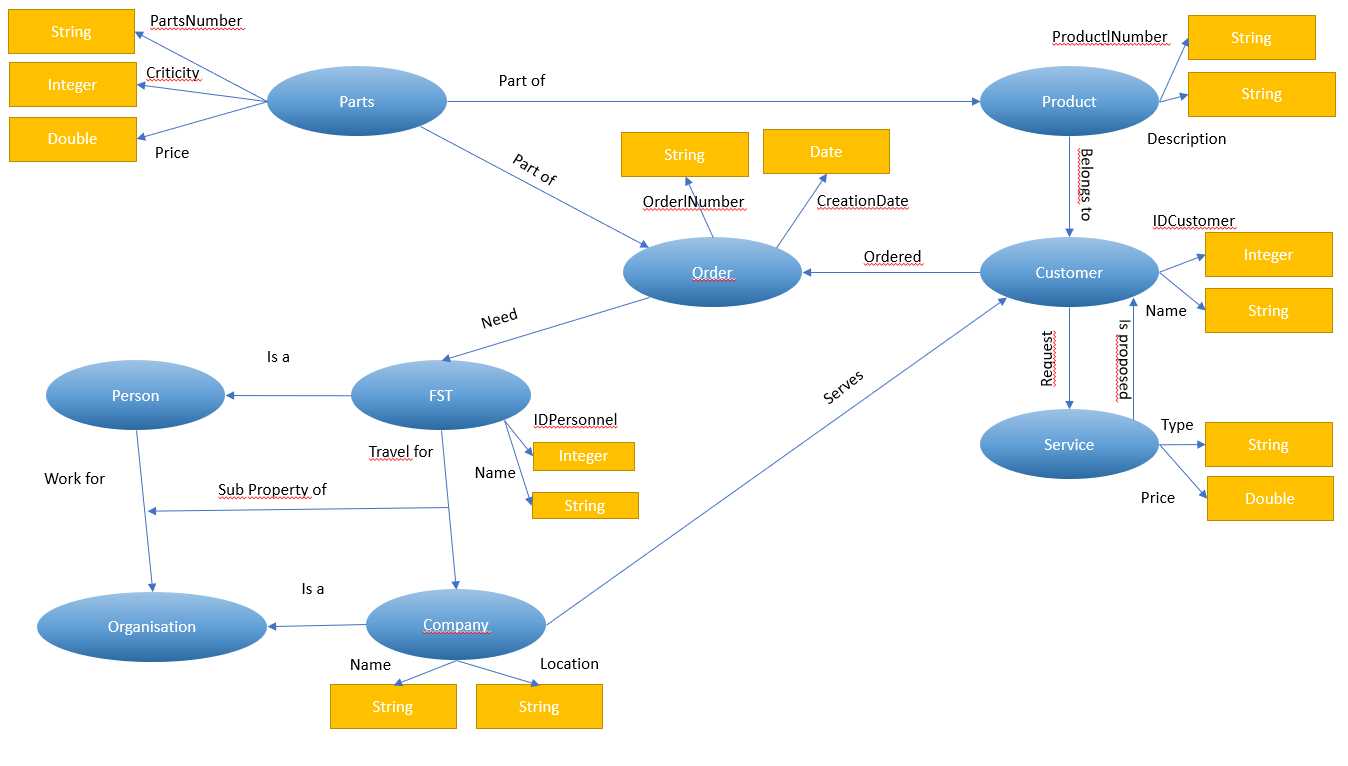 String
PartsNumber
Integer
Criticity
Double
Price
Parts
Part of
Part of
Product
ProductlNumber
String
String
Description
String
Date
OrderlNumber
CreationDate
Belongs to
Order
Ordered
Customer
IDCustomer
Integer
Name
String
Need
Request
Is proposed
Serves
Is a
Person
FST
IDPersonnel
Integer
Name
String
Travel for
Work for
Sub Property of
Service
Type
String
Price
Double
Is a
Organisation
Company
Name
Location
String
String